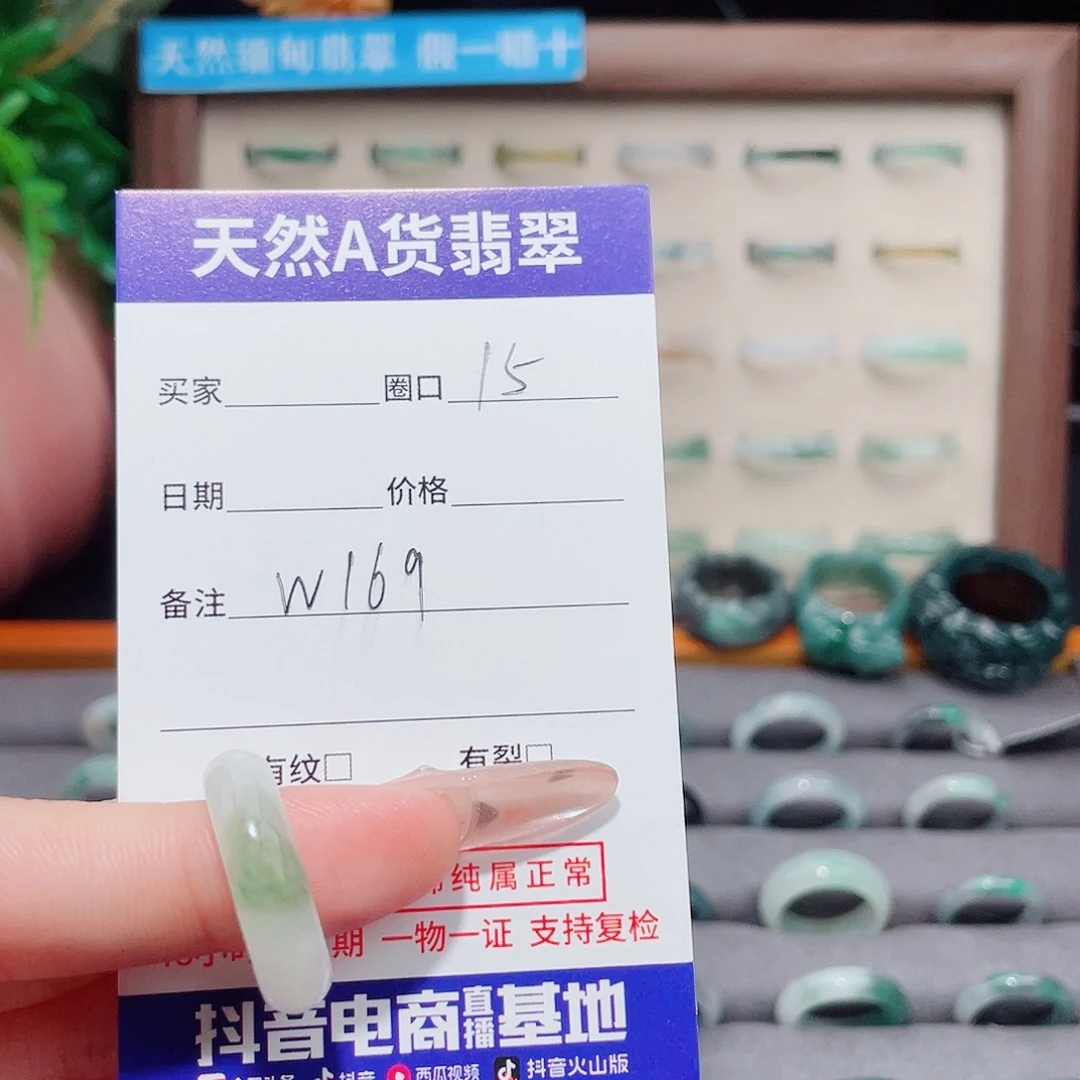 天然缅甸翡翠 假一赔十
天然A货翡翠
买家 圈口 15
日期 价格
备注 W169
有纹□ 有裂□
纯属正常
期 一物一证 支持复检
抖音电商直播基地
抖音 西瓜视频 抖音火山版